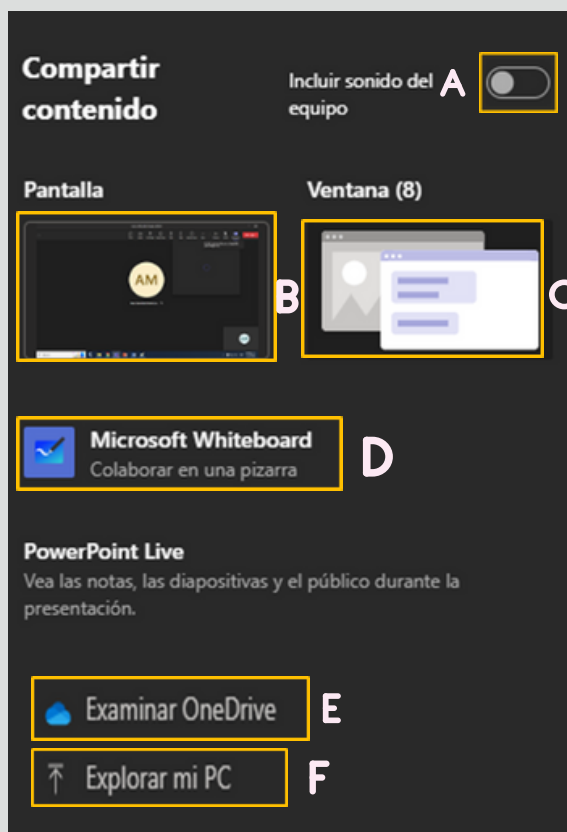 Compartir
contenido
Incluir sonido del
equipo
A
Pantalla
Ventana (8)
AM
B
C
Microsoft Whiteboard
Colaborar en una pizarra
D
PowerPoint Live
Vea las notas, las diapositivas y el público durante la
presentación.
Examinar OneDrive
E
Explorar mi PC
F